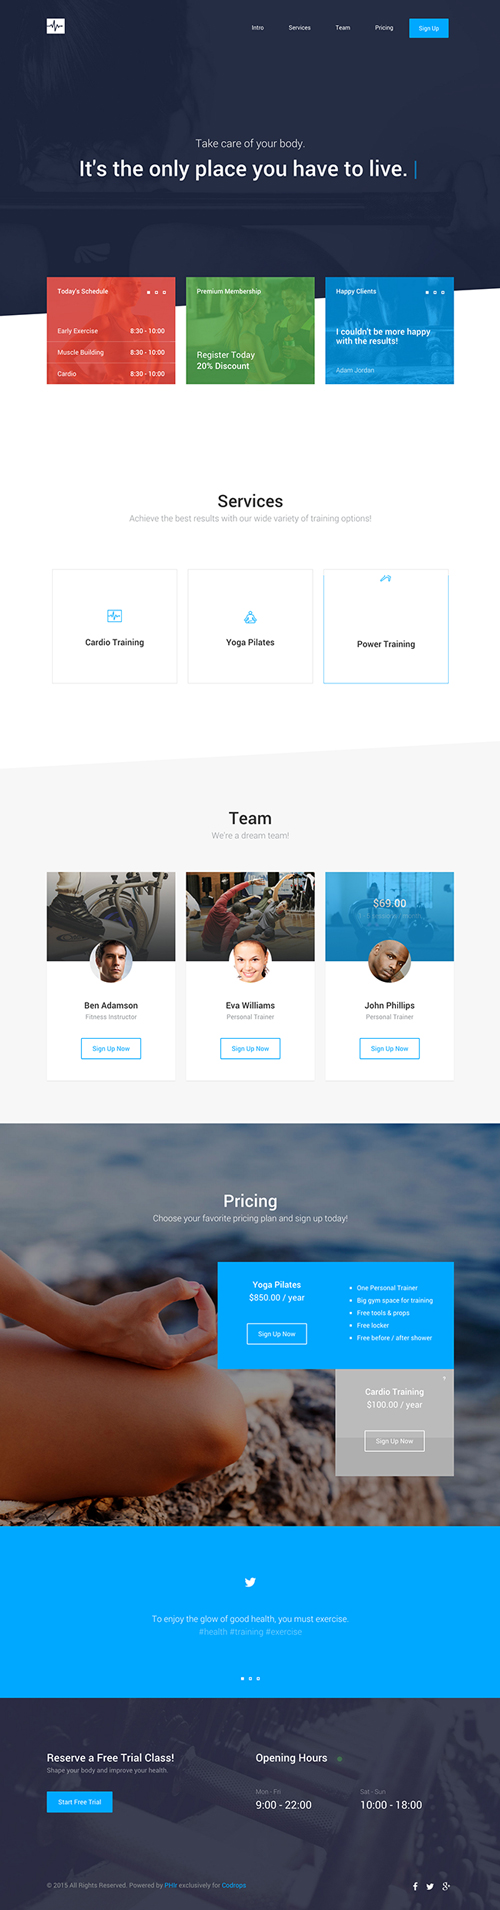 Intro Services Team Pricing Sign Up
Take care of your body.
It's the only place you have to live.
Today's Schedule
Early Exercise 8:30 - 10:00
Muscle Building 8:30 - 10:00
Cardio 8:30 - 10:00
Premium Membership
Register Today
20% Discount
Happy Clients
I couldn't be more happy
with the results!
Adam Jordan
Services
Achieve the best results with our wide variety of training options!
Cardio Training
Yoga Pilates
Power Training
Team
We're a dream team!
$69.00
Ben Adamson
Fitness Instructor
Sign Up Now
Eva Williams
Personal Trainer
Sign Up Now
John Phillips
Personal Trainer
Sign Up Now
Pricing
Choose your favorite pricing plan and sign up today!
Yoga Pilates
$850.00 / year
Sign Up Now
One Personal Trainer
Big gym space for training
Free tools & props
Free locker
Free before / after shower
Cardio Training
$100.00 / year
Sign Up Now
To enjoy the glow of good health, you must exercise.
#health #training #exercise
Reserve a Free Trial Class!
Shape your body and improve your health.
Start Free Trial
Opening Hours
Mon - Fri
9:00 - 22:00
Sat - Sun
10:00 - 18:00
© 2015 All Rights Reserved. Powered by PHIr exclusively for Codrops